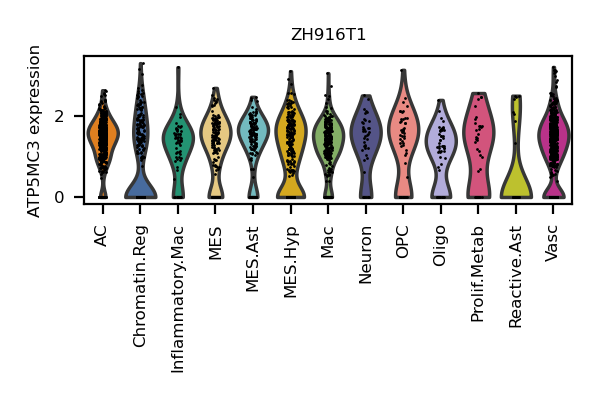 ZH916T1
ATP5MC3 expression
2
0
AC
Chromatin.Reg
Inflammatory.Mac
MES
MES.Ast
MES.Hyp
Mac
Neuron
OPC
Oligo
Prolif.Metab
Reactive.Ast
Vasc